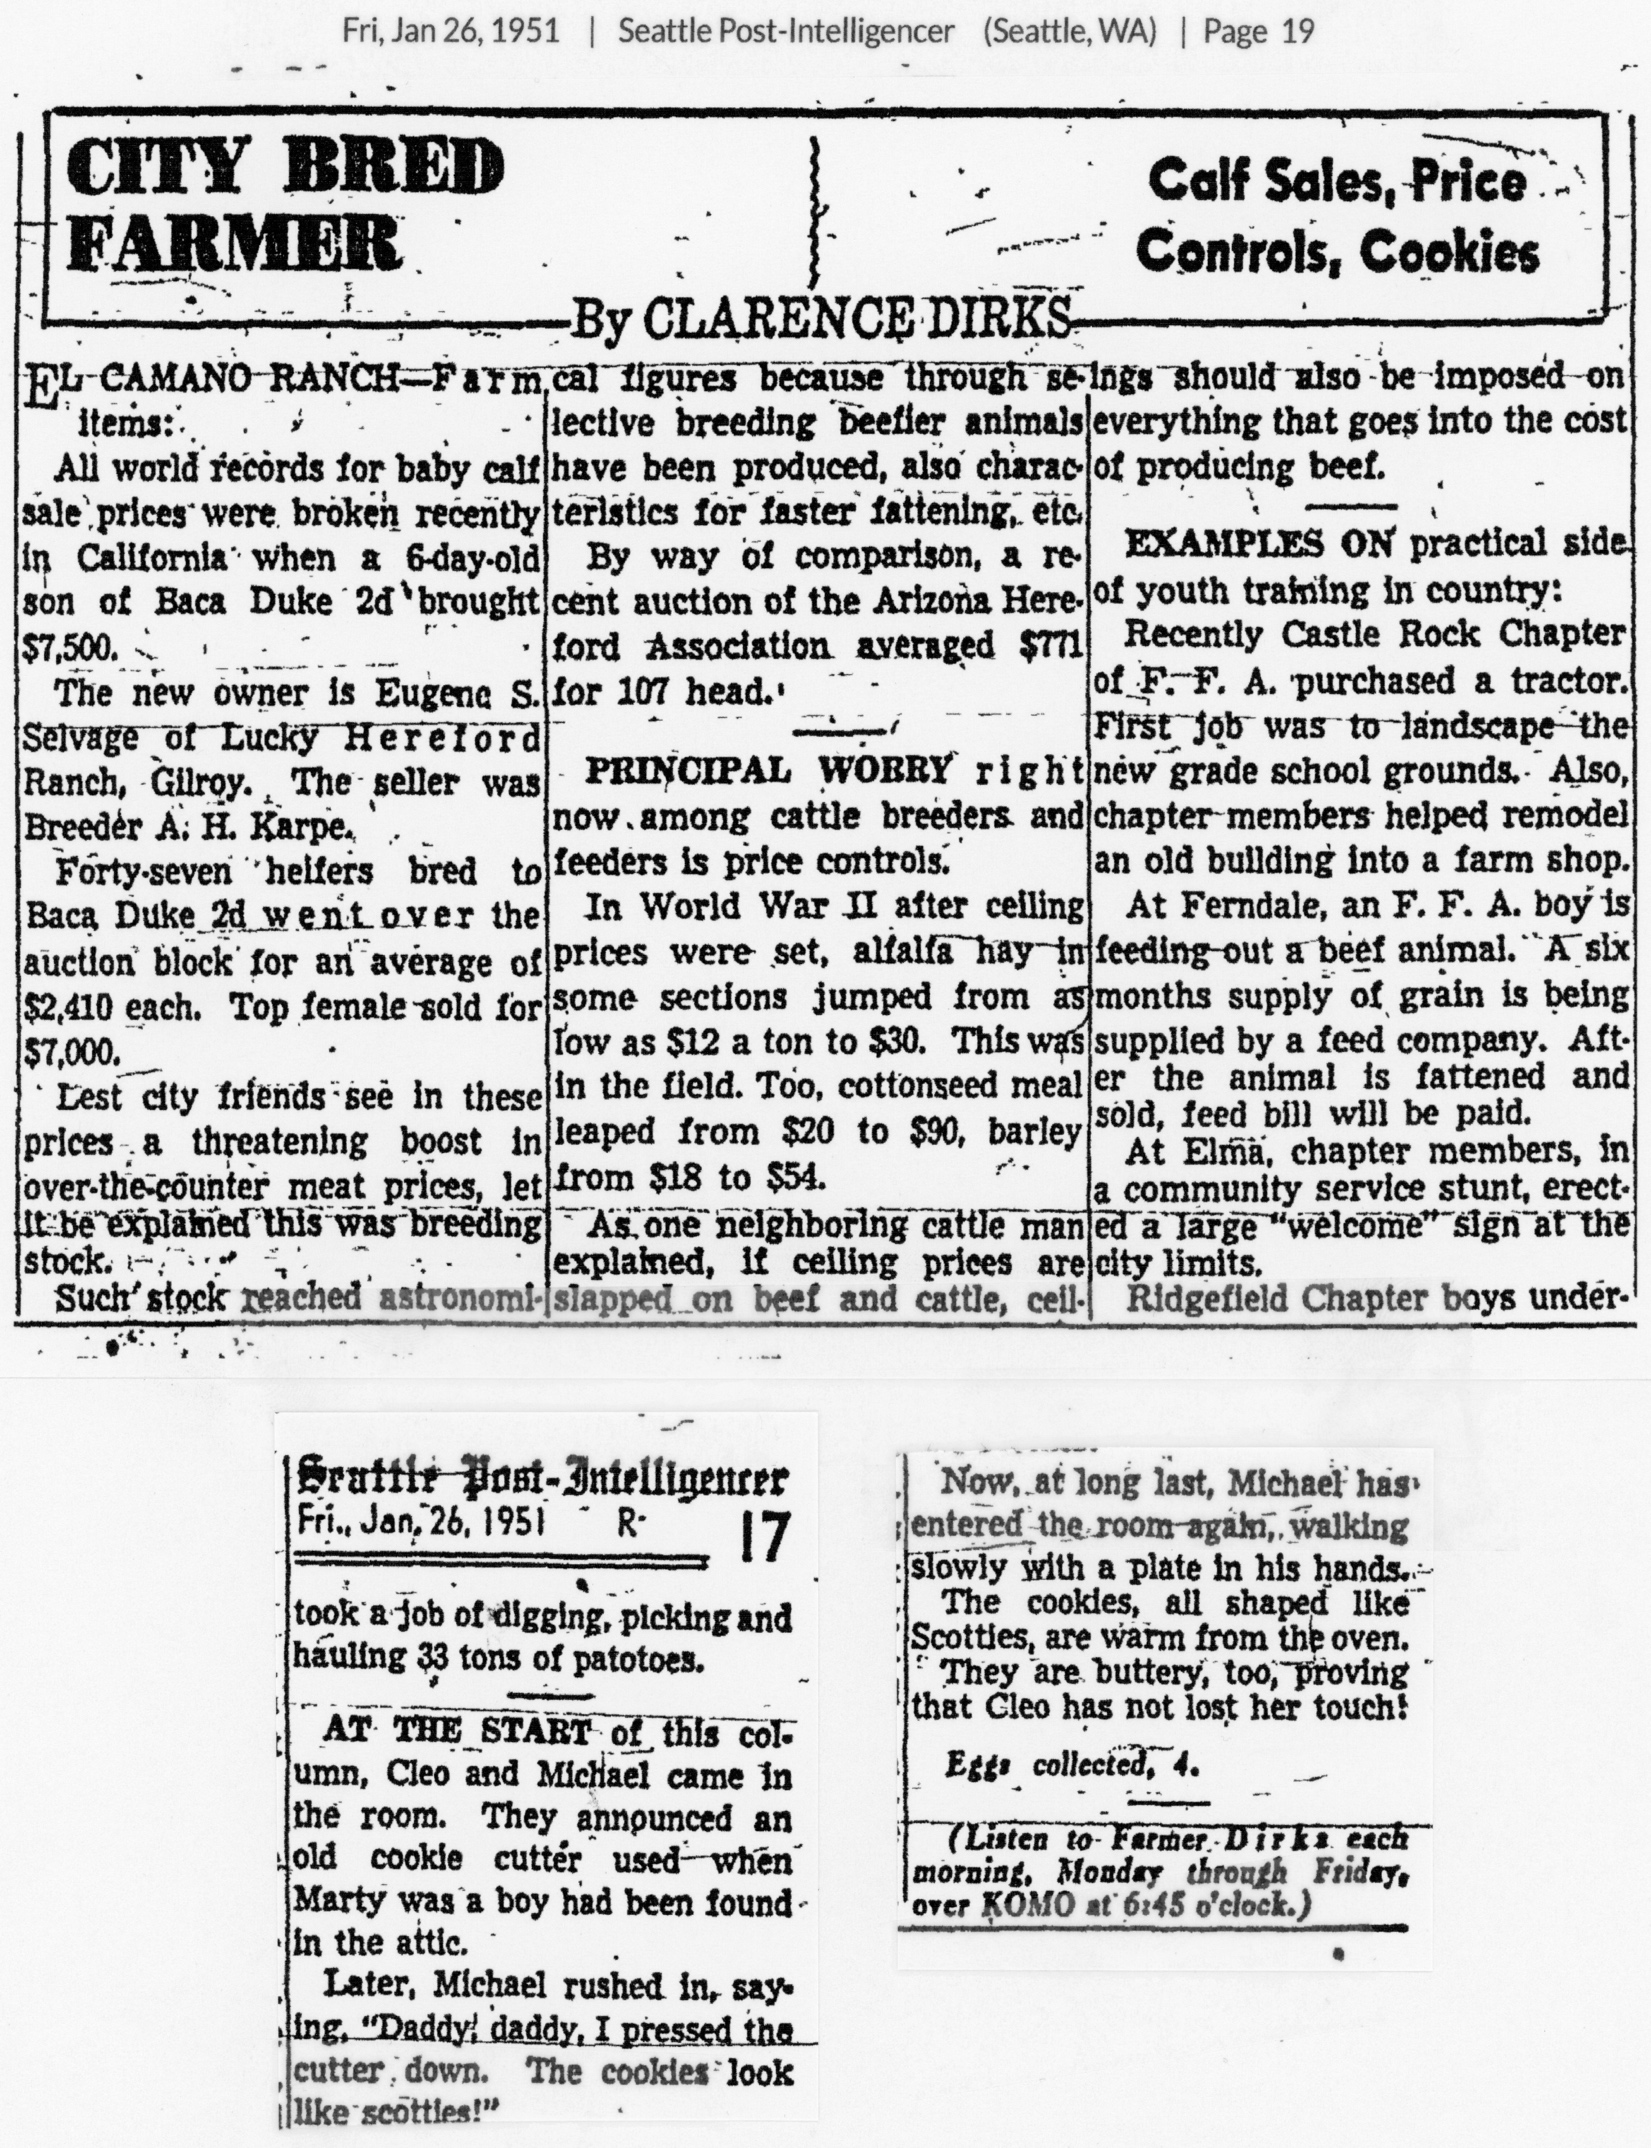 Fri, Jan 26, 1951 | Seattle Post-Intelligencer (Seattle, WA) | Page 19
CITY BRED
FARMER
Calf Sales, Price
Controls, Cookies
By CLARENCE DIRKS
EL CAMANO RANCH—Farm
items:
All world records for baby calf
sale prices were broken recently
in California when a 6-day-old
son of Baca Duke 2d brought
$7,500.
The new owner is Eugene S.
Selvage of Lucky Hereford
Ranch, Gilroy. The seller was
Breeder A. H. Karpe.
Forty-seven heifers bred to
Baca Duke 2d went over the
auction block for an average of
$2,410 each. Top female sold for
$7,000.
Lest city friends see in these
prices a threatening boost in
over-the-counter meat prices, let
it be explained this was breeding
stock.
Such stock reached astronomi-
cal figures because through se-
lective breeding beefier animals
have been produced, also charac-
teristics for faster fattening, etc.
By way of comparison, a re-
cent auction of the Arizona Here-
ford Association averaged $771
for 107 head.
PRINCIPAL WORRY right
now among cattle breeders and
feeders is price controls.
In World War II after ceiling
prices were set, alfalfa hay in
some sections jumped from as
low as $12 a ton to $30. This was
in the field. Too, cottonseed meal
leaped from $20 to $90, barley
from $18 to $54.
As one neighboring cattle man
explained, if ceiling prices are
slapped on beef and cattle, ceil-
ings should also be imposed on
everything that goes into the cost
of producing beef.
EXAMPLES ON practical side
of youth training in country:
Recently Castle Rock Chapter
of F. F. A. purchased a tractor.
First job was to landscape the
new grade school grounds. Also,
chapter members helped remodel
an old building into a farm shop.
At Ferndale, an F. F. A. boy is
feeding out a beef animal. A six
months supply of grain is being
supplied by a feed company. Aft-
er the animal is fattened and
sold, feed bill will be paid.
At Elma, chapter members, in
a community service stunt, erect-
ed a large "welcome" sign at the
city limits.
Ridgefield Chapter boys under-
Seattle Post-Intelligencer
Fri., Jan. 26, 1951 R 17
took a job of digging, picking and
hauling 33 tons of patotoes.
AT THE START of this col-
umn, Cleo and Michael came in
the room. They announced an
old cookie cutter used when
Marty was a boy had been found
in the attic.
Later, Michael rushed in, say-
ing, "Daddy, daddy, I pressed the
cutter down. The cookies look
like scotties!"
Now, at long last, Michael has
entered the room again, walking
slowly with a plate in his hands.
The cookies, all shaped like
Scotties, are warm from the oven.
They are buttery, too, proving
that Cleo has not lost her touch!
Eggs collected, 4.
(Listen to Farmer Dirks each
morning, Monday through Friday,
over KOMO at 6:45 o'clock.)